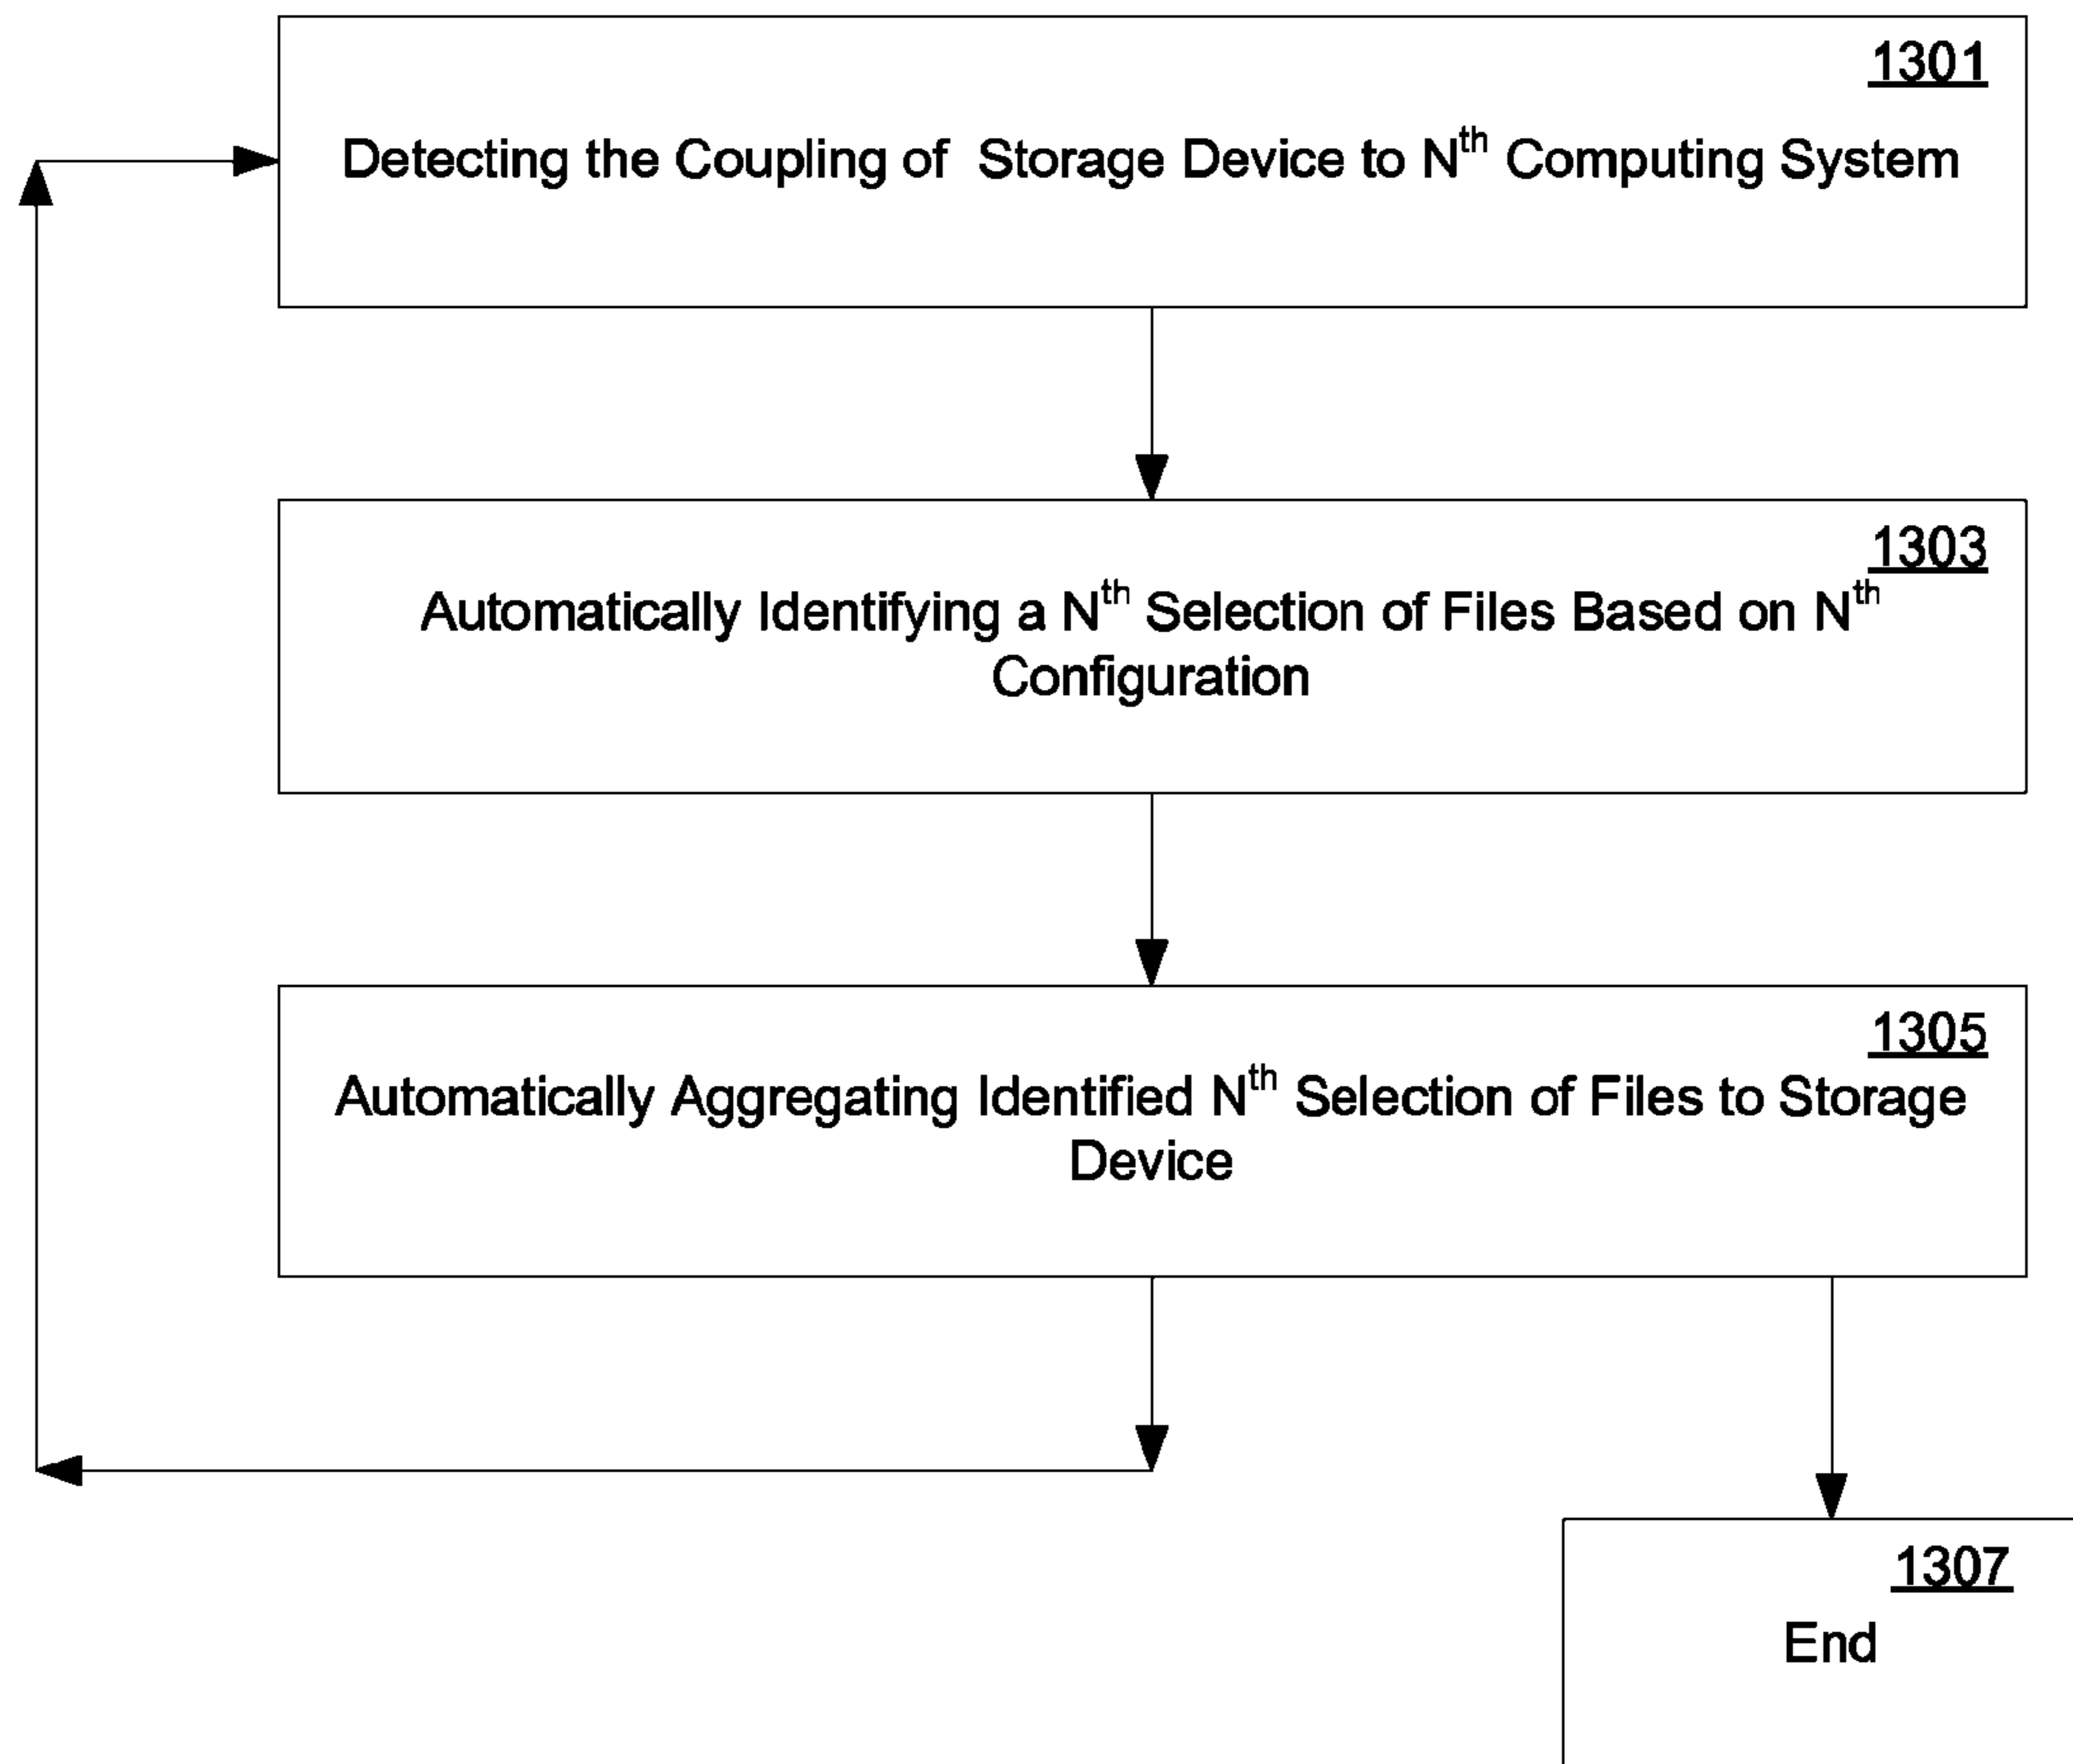 1301
Detecting the Coupling of Storage Device to Nth Computing System
1303
Automatically Identifying a Nth Selection of Files Based on Nth
Configuration
1305
Automatically Aggregating Identified Nth Selection of Files to Storage
Device
1307
End